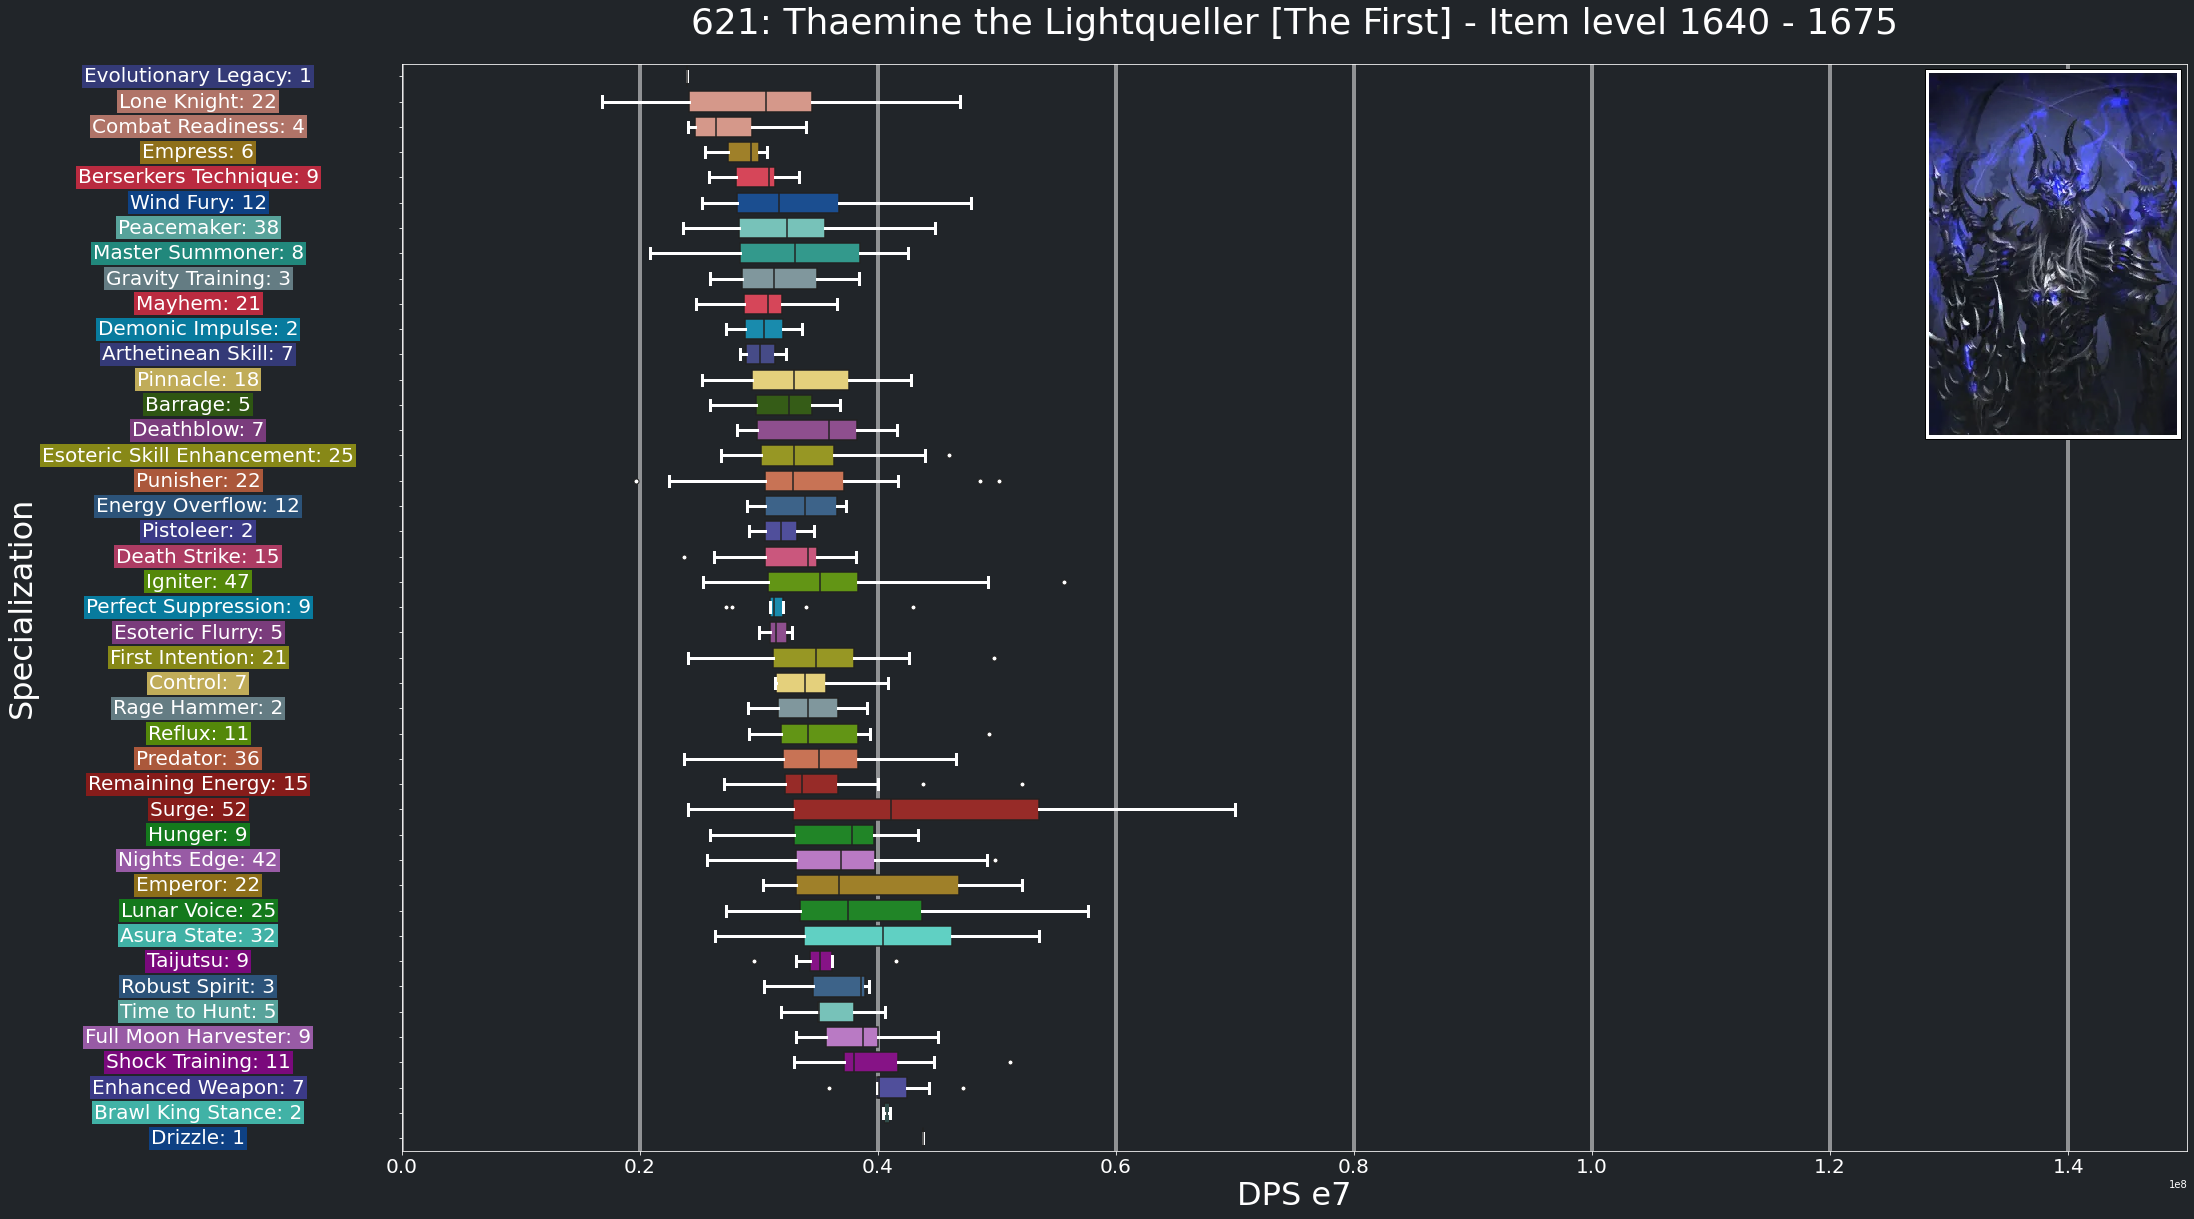 621: Thaemine the Lightqueller [The First] - Item level 1640 - 1675
Specialization
Evolutionary Legacy: 1
Lone Knight: 22
Combat Readiness: 4
Empress: 6
Berserkers Technique: 9
Wind Fury: 12
Peacemaker: 38
Master Summoner: 8
Gravity Training: 3
Mayhem: 21
Demonic Impulse: 2
Arthetinean Skill: 7
Pinnacle: 18
Barrage: 5
Deathblow: 7
Esoteric Skill Enhancement: 25
Punisher: 22
Energy Overflow: 12
Pistoleer: 2
Death Strike: 15
Igniter: 47
Perfect Suppression: 9
Esoteric Flurry: 5
First Intention: 21
Control: 7
Rage Hammer: 2
Reflux: 11
Predator: 36
Remaining Energy: 15
Surge: 52
Hunger: 9
Nights Edge: 42
Emperor: 22
Lunar Voice: 25
Asura State: 32
Taijutsu: 9
Robust Spirit: 3
Time to Hunt: 5
Full Moon Harvester: 9
Shock Training: 11
Enhanced Weapon: 7
Brawl King Stance: 2
Drizzle: 1
0.0 0.2 0.4 0.6 0.8 1.0 1.2 1.4
1e8
DPS e7